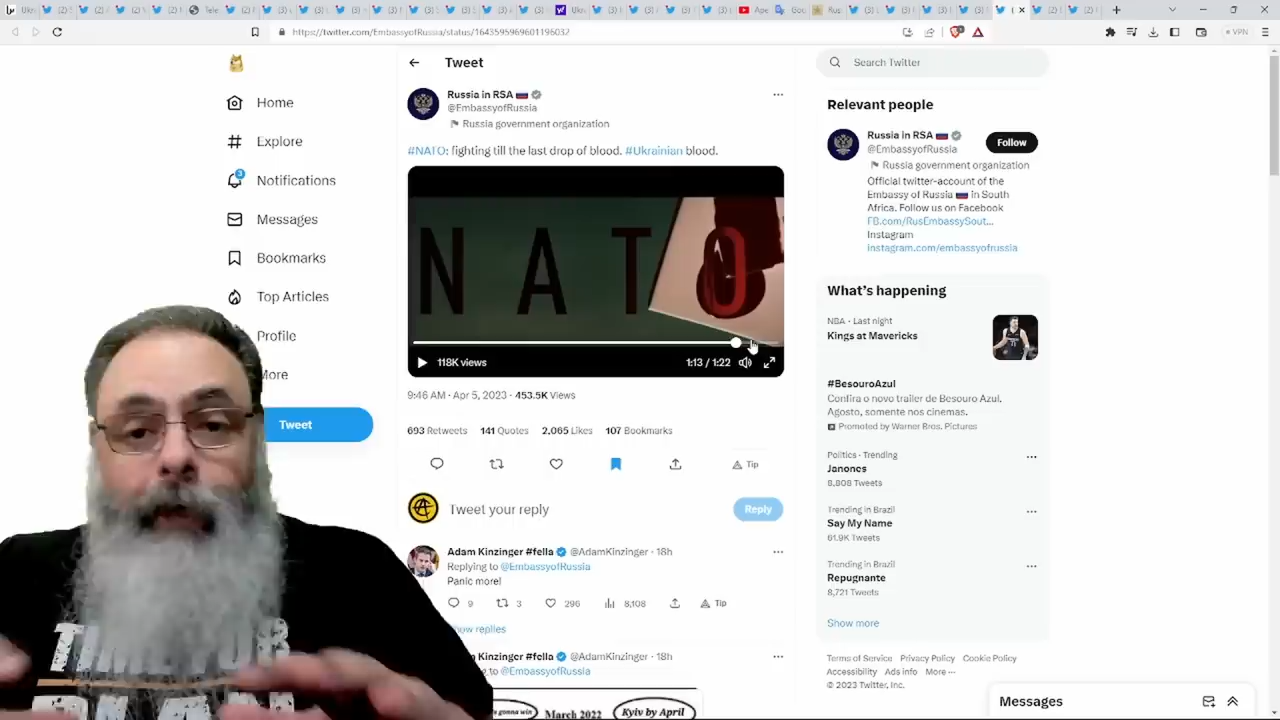 https://twitter.com/EmbassyofRussia/status/1643595969601196032
VPN
Home
Explore
3
Notifications
Messages
Bookmarks
Top Articles
Profile
More
Tweet
Tweet
Russia in RSA
@EmbassyofRussia
Russia government organization
#NATO: fighting till the last drop of blood. #Ukrainian blood.
NATO
118K views
1:13 / 1:22
9:46 AM · Apr 5, 2023 · 453.5K Views
693 Retweets 141 Quotes 2,065 Likes 107 Bookmarks
Tip
Tweet your reply
Reply
Adam Kinzinger #fella @AdamKinzinger · 18h
Replying to @EmbassyofRussia
Panic more!
9 3 296 8,108 Tip
replies
Kinzinger #fella @AdamKinzinger · 18h
to @EmbassyofRussia
gonna win
March 2022
Kyiv by April
Search Twitter
Relevant people
Russia in RSA
@EmbassyofRussia
Follow
Russia government organization
Official twitter-account of the
Embassy of Russia in South
Africa. Follow us on Facebook
FB.com/RusEmbassySout...
Instagram
instagram.com/embassyofrussia
What's happening
NBA · Last night
Kings at Mavericks
#BesouroAzul
Confira o novo trailer de Besouro Azul.
Agosto, somente nos cinemas.
Promoted by Warner Bros. Pictures
Politics · Trending
Janones
8,808 Tweets
Trending in Brazil
Say My Name
61.9K Tweets
Trending in Brazil
Repugnante
8,721 Tweets
Show more
Terms of Service Privacy Policy Cookie Policy
Accessibility Ads info More ···
© 2023 Twitter, Inc.
Messages